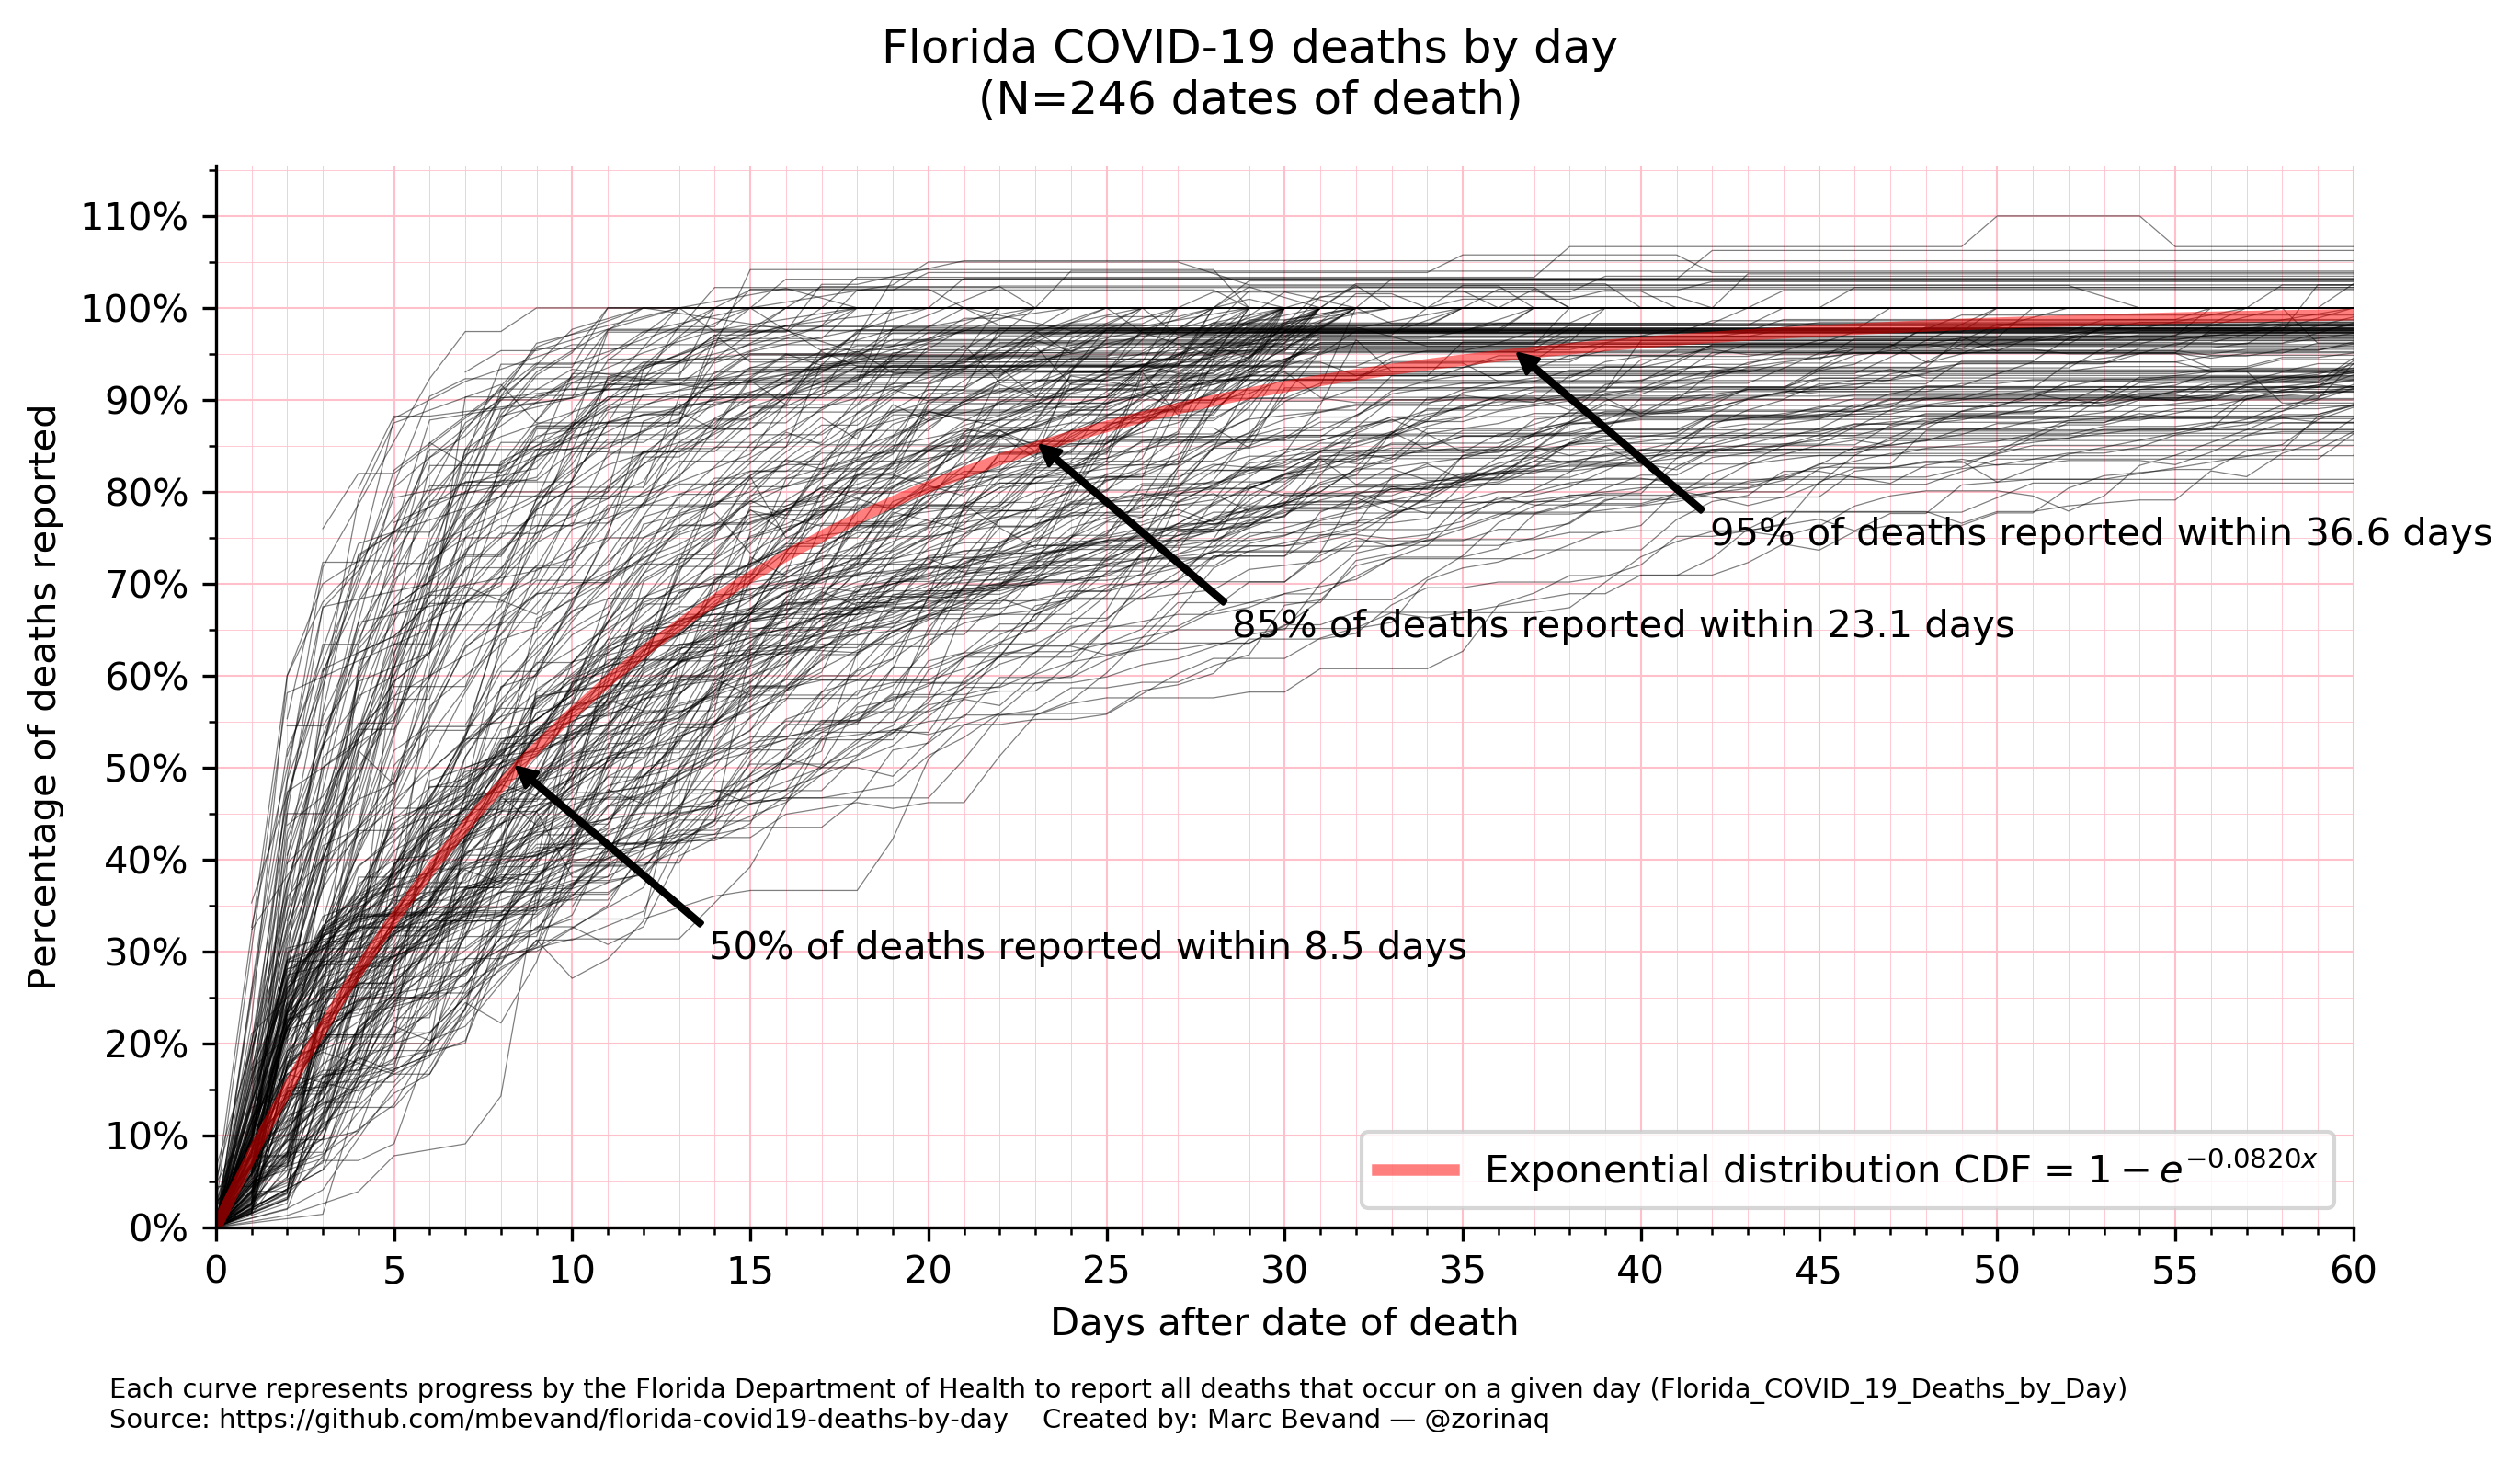 Florida COVID-19 deaths by day
(N=246 dates of death)
Percentage of deaths reported
110%
100%
90%
80%
70%
60%
50%
40%
30%
20%
10%
0%
95% of deaths reported within 36.6 days
85% of deaths reported within 23.1 days
50% of deaths reported within 8.5 days
Exponential distribution CDF = 1 − e^{−0.0820x}
0 5 10 15 20 25 30 35 40 45 50 55 60
Days after date of death
Each curve represents progress by the Florida Department of Health to report all deaths that occur on a given day (Florida_COVID_19_Deaths_by_Day)
Source: https://github.com/mbevand/florida-covid19-deaths-by-day Created by: Marc Bevand — @zorinaq